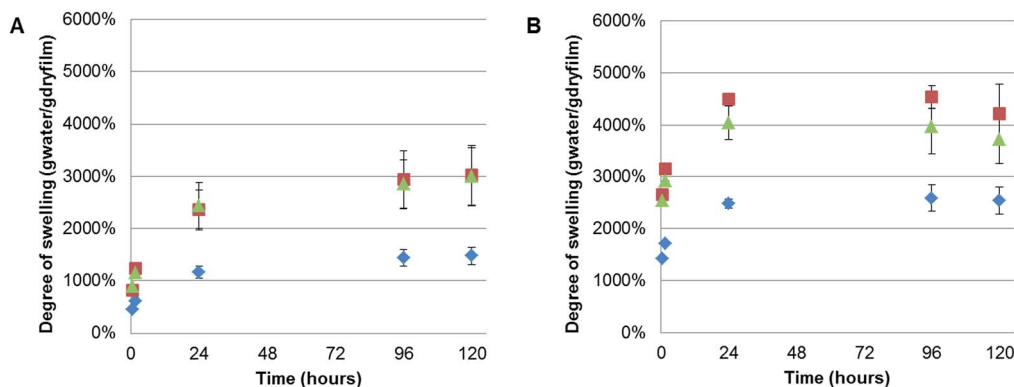 A
Degree of swelling (gwater/gdryfilm)
6000%
5000%
4000%
3000%
2000%
1000%
0%
0 24 48 72 96 120
Time (hours)
B
Degree of swelling (gwater/gdryfilm)
6000%
5000%
4000%
3000%
2000%
1000%
0%
0 24 48 72 96 120
Time (hours)